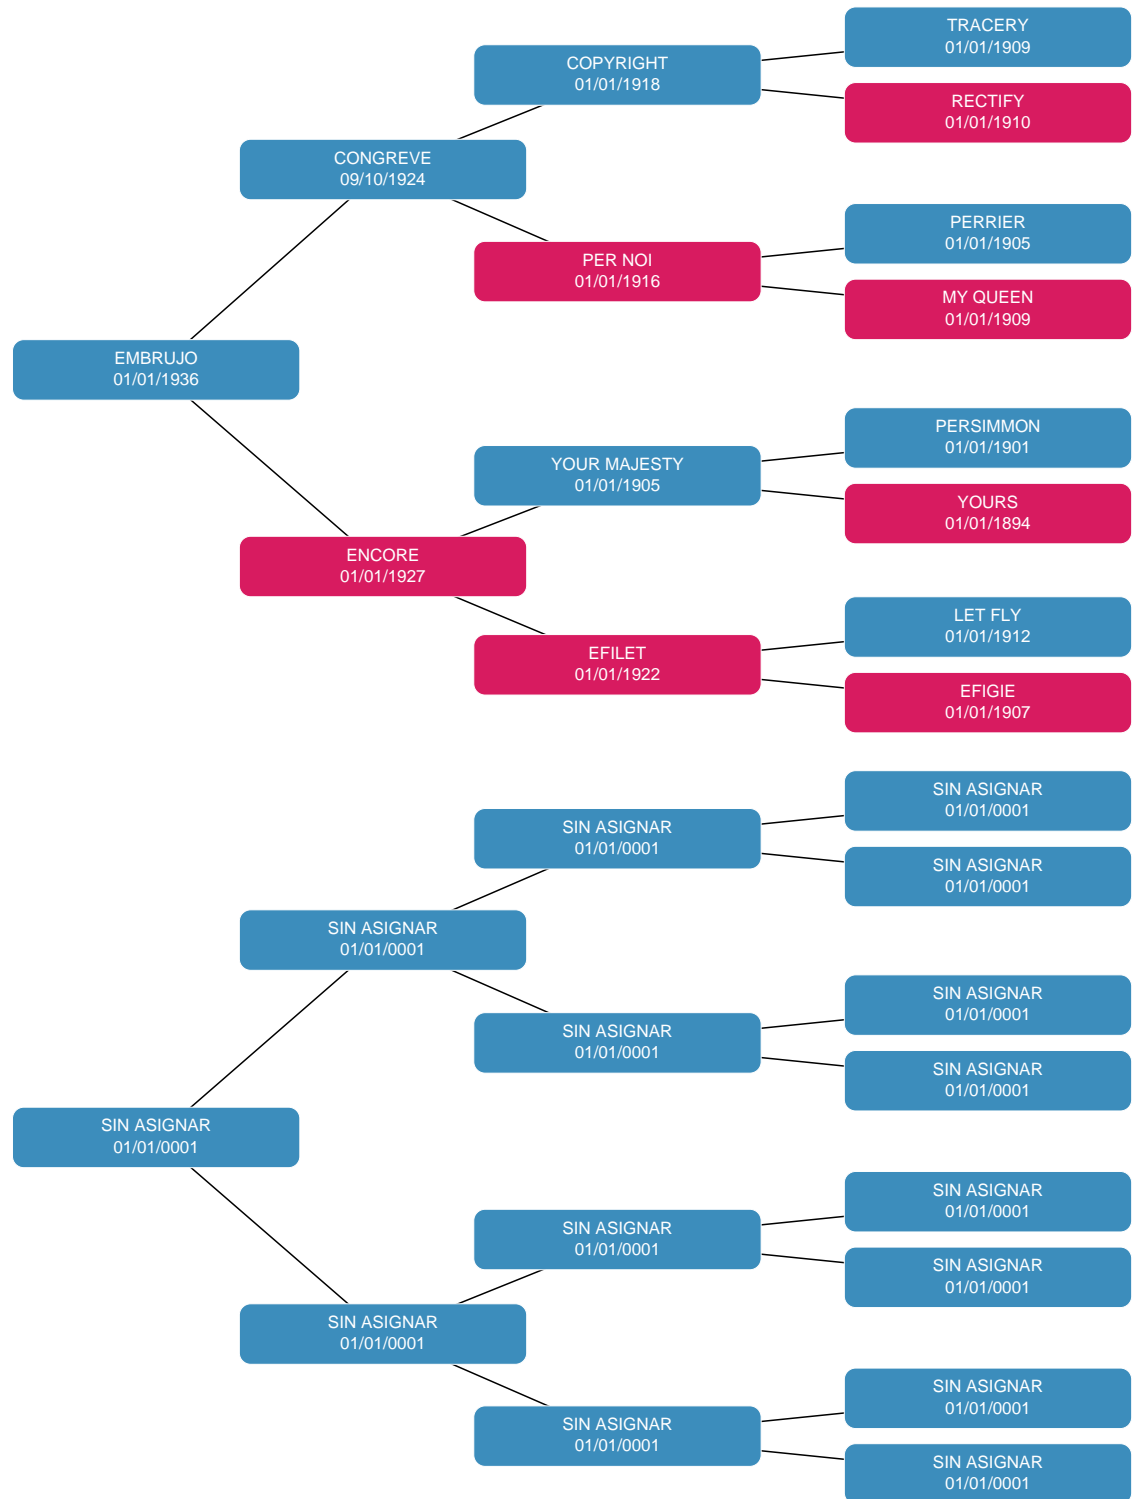 TRACERY
01/01/1909
COPYRIGHT
01/01/1918
RECTIFY
01/01/1910
CONGREVE
09/10/1924
PERRIER
01/01/1905
PER NOI
01/01/1916
MY QUEEN
01/01/1909
EMBRUJO
01/01/1936
PERSIMMON
01/01/1901
YOUR MAJESTY
01/01/1905
YOURS
01/01/1894
ENCORE
01/01/1927
LET FLY
01/01/1912
EFILET
01/01/1922
EFIGIE
01/01/1907
SIN ASIGNAR
01/01/0001
SIN ASIGNAR
01/01/0001
SIN ASIGNAR
01/01/0001
SIN ASIGNAR
01/01/0001
SIN ASIGNAR
01/01/0001
SIN ASIGNAR
01/01/0001
SIN ASIGNAR
01/01/0001
SIN ASIGNAR
01/01/0001
SIN ASIGNAR
01/01/0001
SIN ASIGNAR
01/01/0001
SIN ASIGNAR
01/01/0001
SIN ASIGNAR
01/01/0001
SIN ASIGNAR
01/01/0001
SIN ASIGNAR
01/01/0001
SIN ASIGNAR
01/01/0001